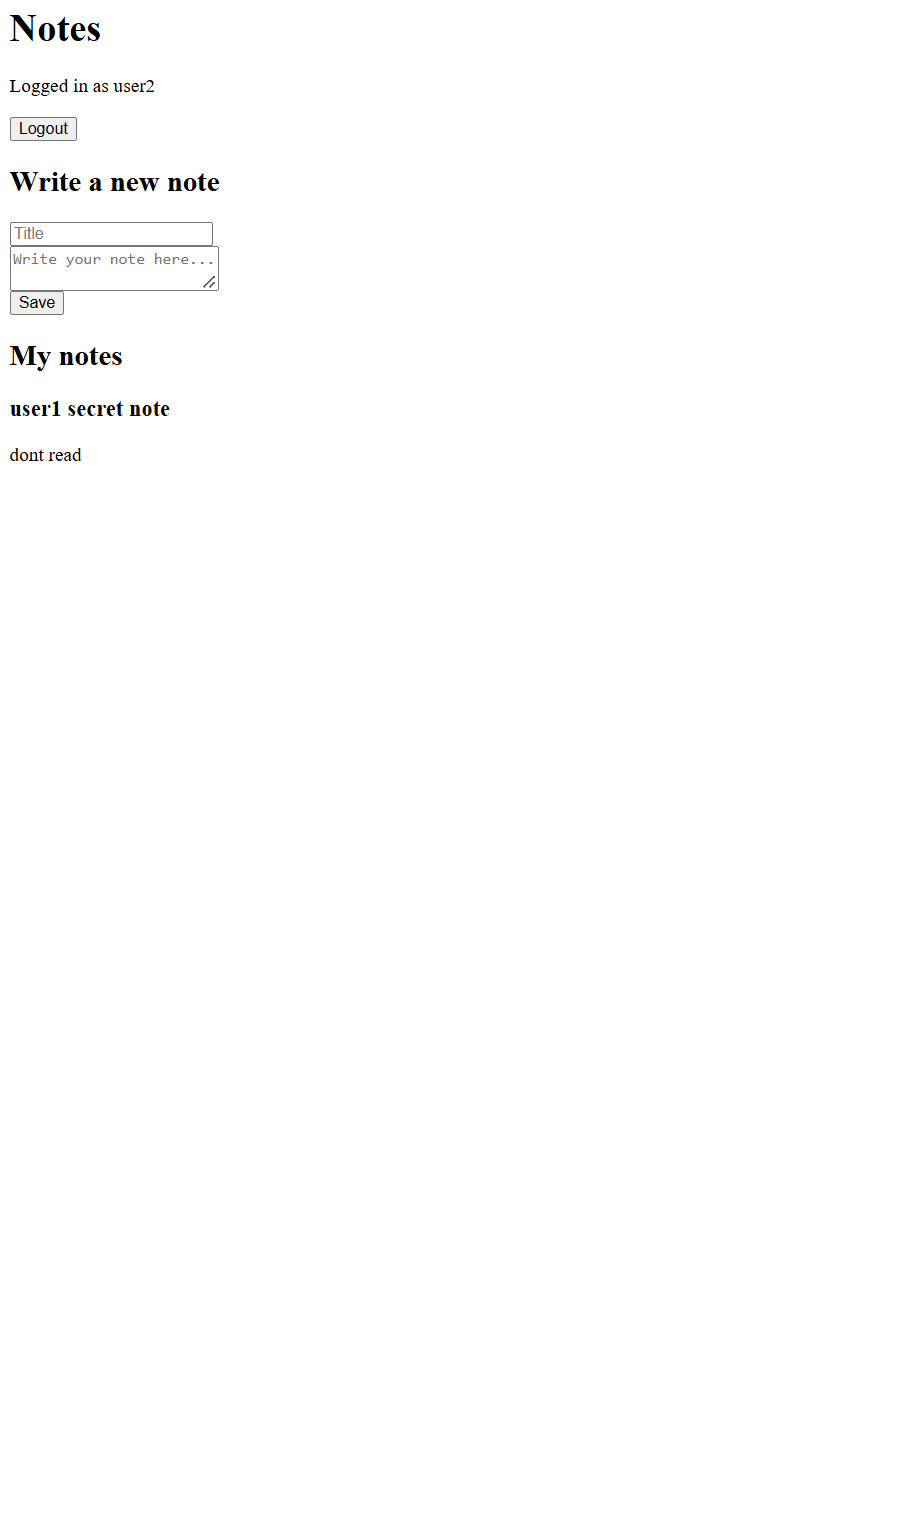 Notes
Logged in as user2
Logout
Write a new note
Title
Write your note here...
Save
My notes
user1 secret note
dont read